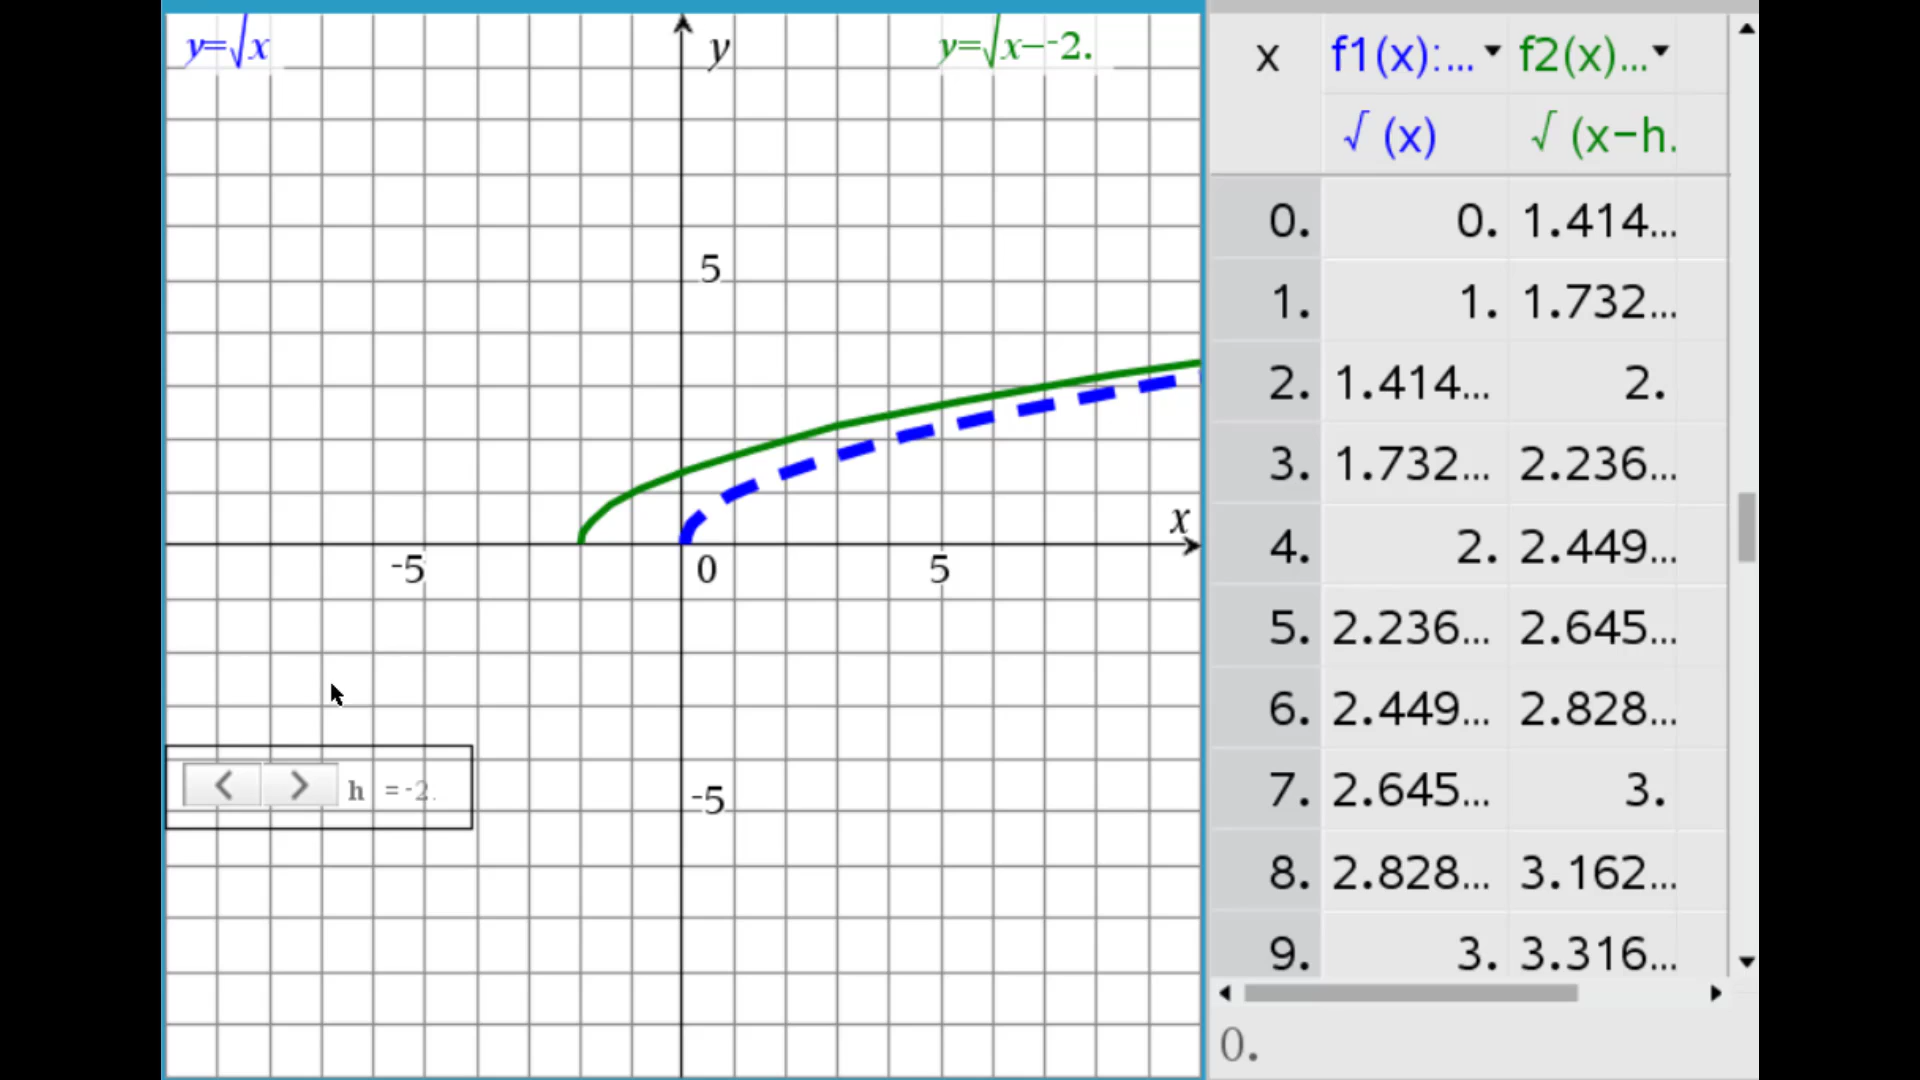 y=√x
y
y=√x−⁻2.
5
x
-5
0
5
-5
h =-2.
x f1(x):... f2(x)...
√(x) √(x−h.
0. 0. 1.414...
1. 1. 1.732...
2. 1.414... 2.
3. 1.732... 2.236...
4. 2. 2.449...
5. 2.236... 2.645...
6. 2.449... 2.828...
7. 2.645... 3.
8. 2.828... 3.162...
9. 3. 3.316...
0.